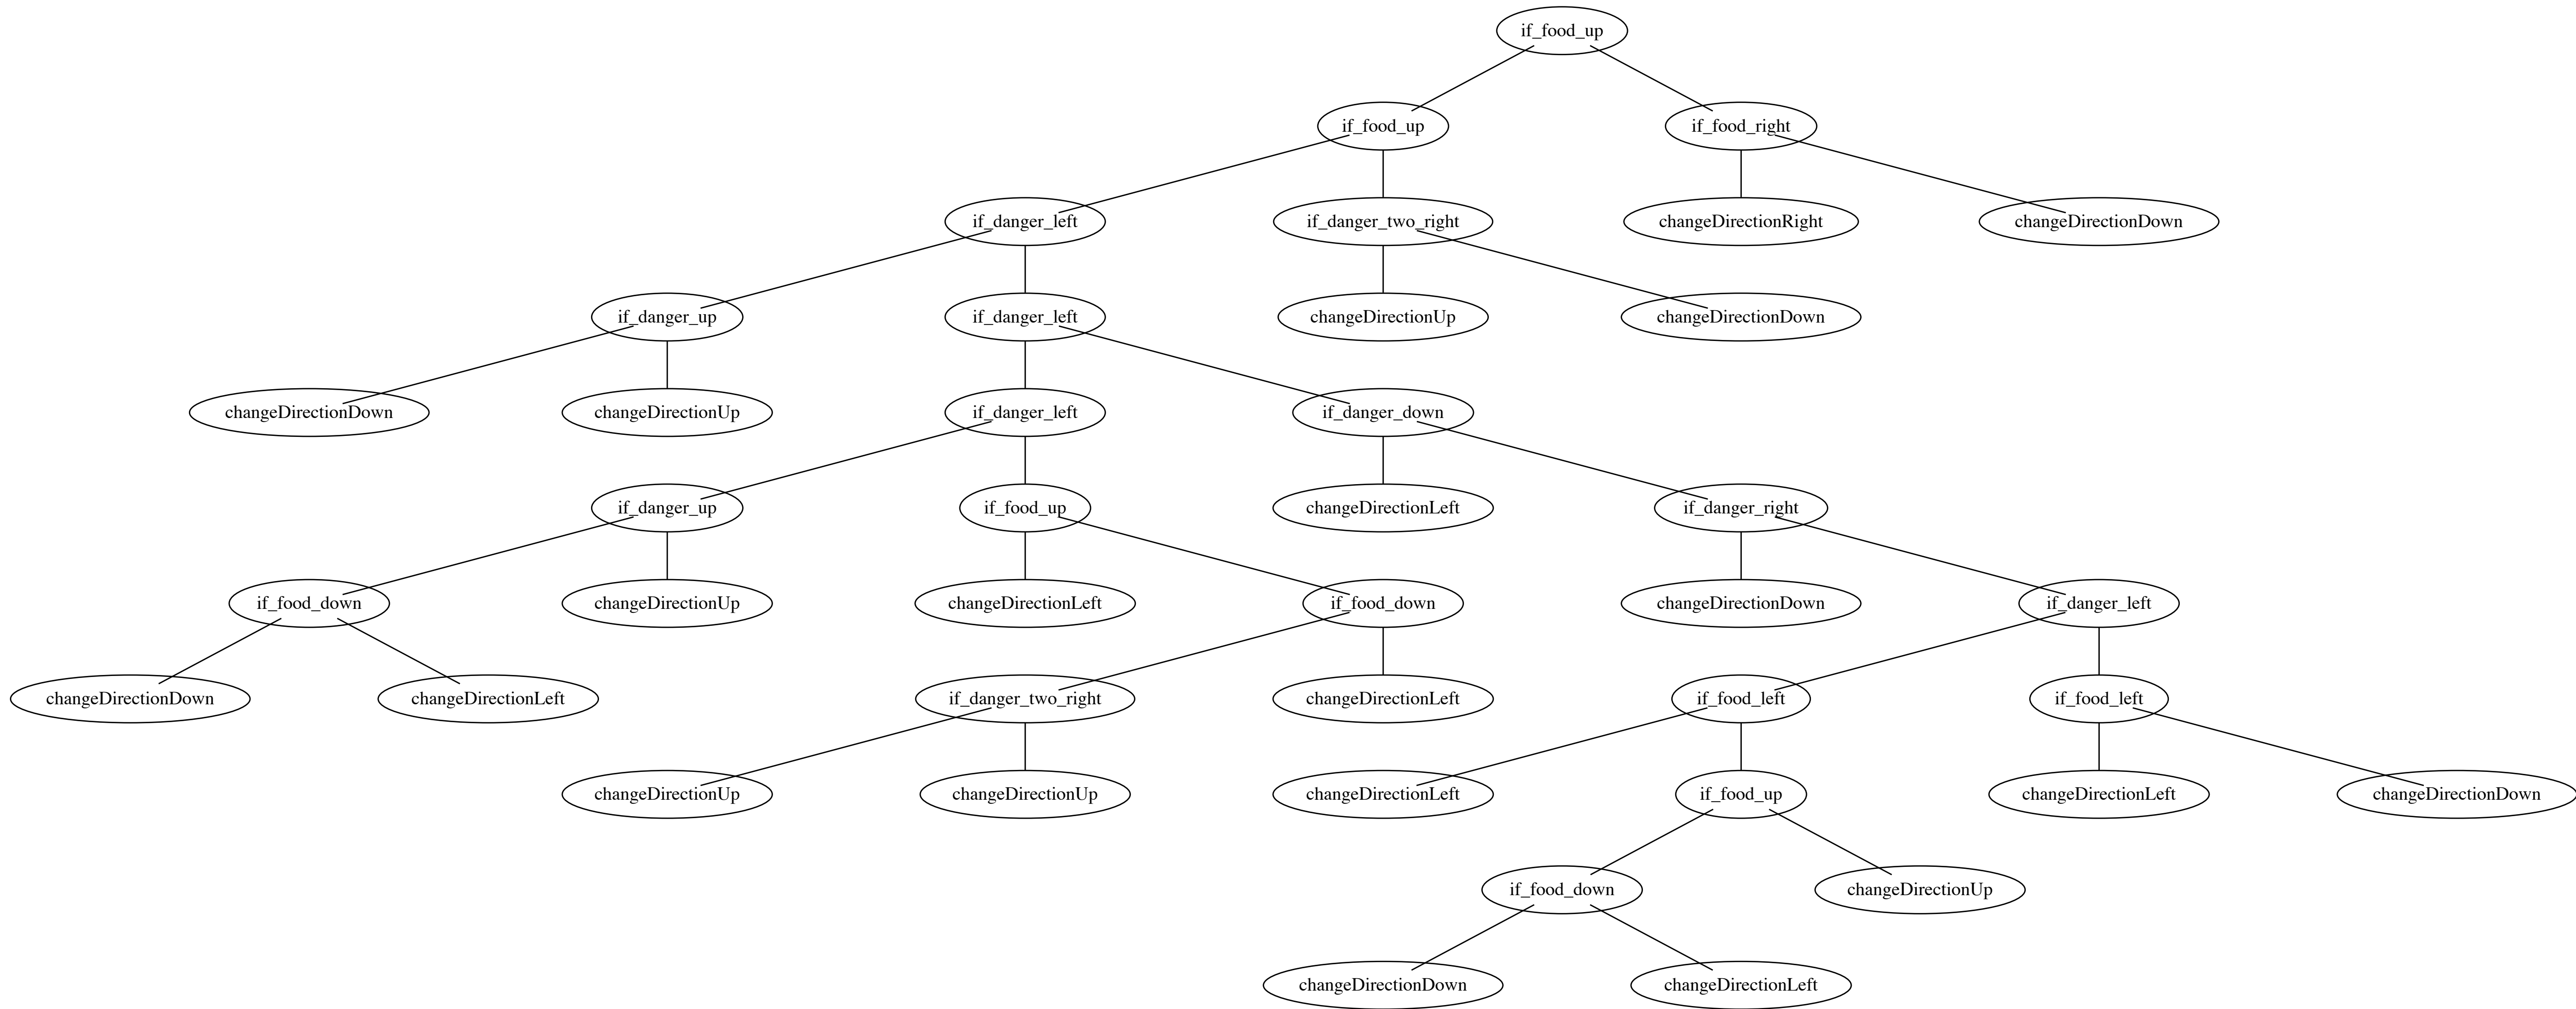 if_food_up
if_food_up
if_food_right
if_danger_left
if_danger_two_right
changeDirectionRight
changeDirectionDown
if_danger_up
if_danger_left
changeDirectionUp
changeDirectionDown
changeDirectionDown
changeDirectionUp
if_danger_left
if_danger_down
if_danger_up
if_food_up
changeDirectionLeft
if_danger_right
if_food_down
changeDirectionUp
changeDirectionLeft
if_food_down
changeDirectionDown
if_danger_left
changeDirectionDown
changeDirectionLeft
if_danger_two_right
changeDirectionLeft
if_food_left
if_food_left
changeDirectionUp
changeDirectionUp
changeDirectionLeft
if_food_up
changeDirectionLeft
changeDirectionDown
if_food_down
changeDirectionUp
changeDirectionDown
changeDirectionLeft